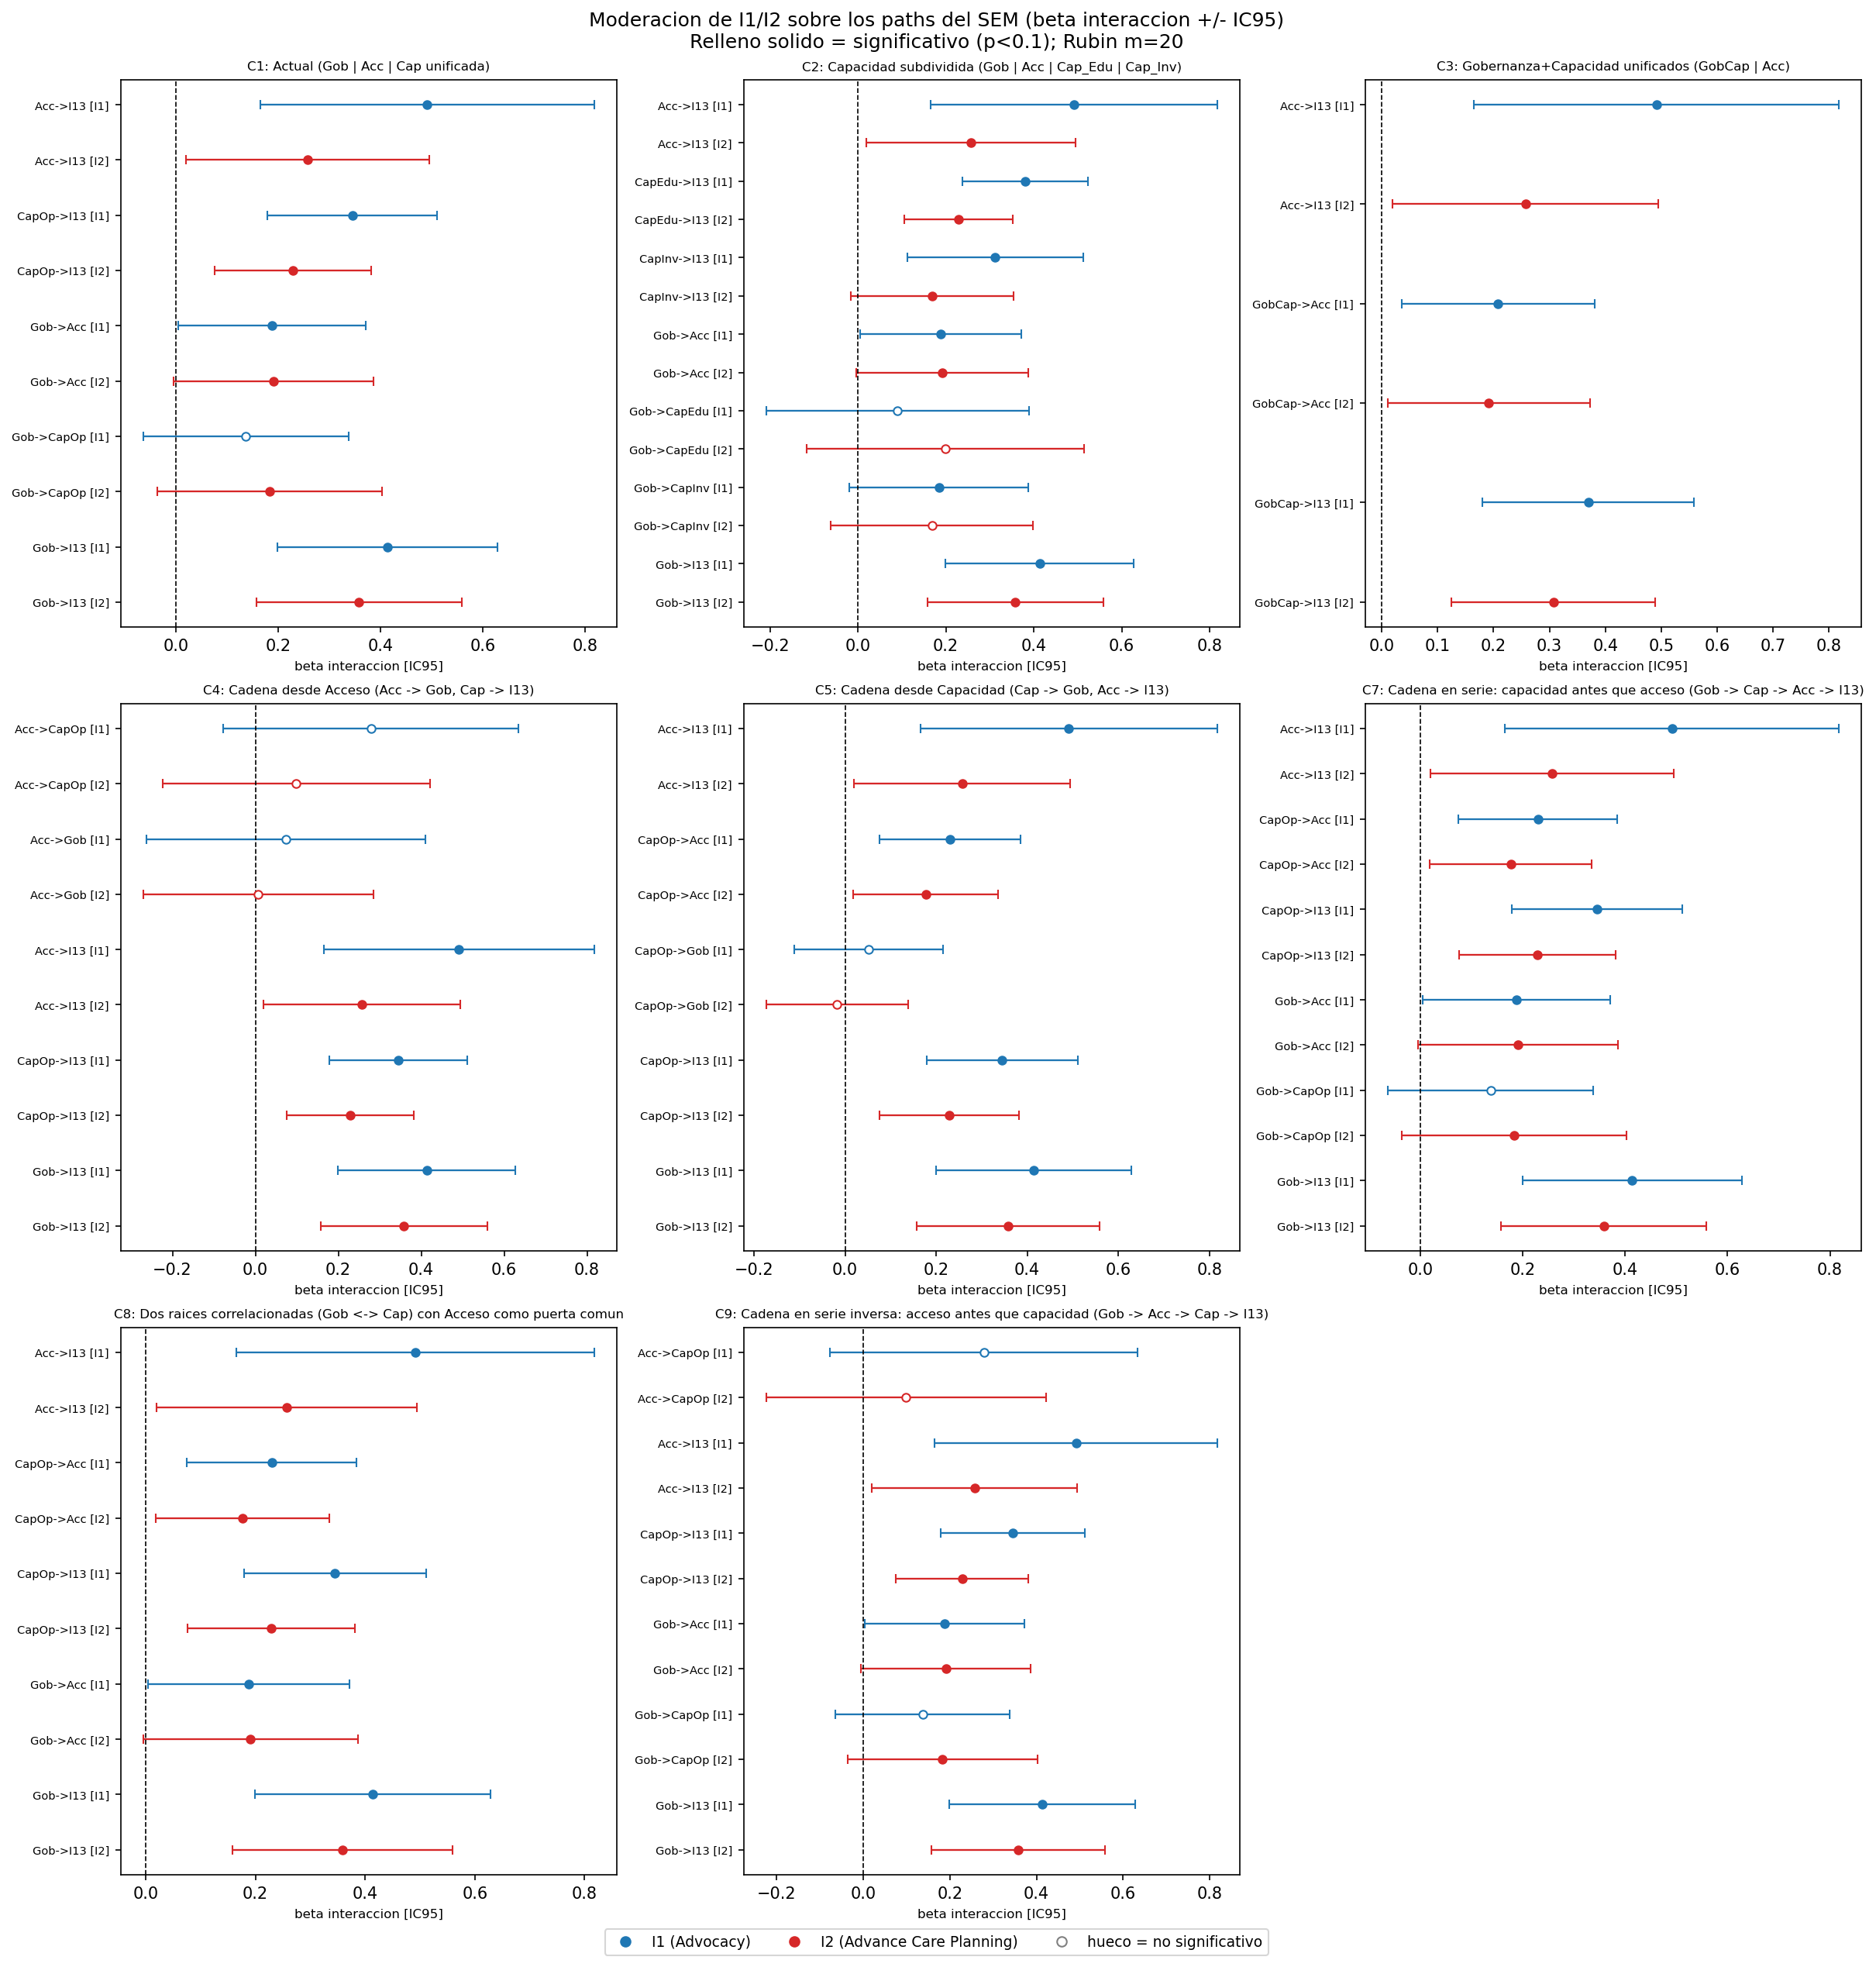 Moderacion de I1/I2 sobre los paths del SEM (beta interaccion +/- IC95)
Relleno solido = significativo (p<0.1); Rubin m=20
C1: Actual (Gob | Acc | Cap unificada)
Acc->I13 [I1]
Acc->I13 [I2]
CapOp->I13 [I1]
CapOp->I13 [I2]
Gob->Acc [I1]
Gob->Acc [I2]
Gob->CapOp [I1]
Gob->CapOp [I2]
Gob->I13 [I1]
Gob->I13 [I2]
0.0 0.2 0.4 0.6 0.8
beta interaccion [IC95]
C2: Capacidad subdividida (Gob | Acc | Cap_Edu | Cap_Inv)
Acc->I13 [I1]
Acc->I13 [I2]
CapEdu->I13 [I1]
CapEdu->I13 [I2]
CapInv->I13 [I1]
CapInv->I13 [I2]
Gob->Acc [I1]
Gob->Acc [I2]
Gob->CapEdu [I1]
Gob->CapEdu [I2]
Gob->CapInv [I1]
Gob->CapInv [I2]
Gob->I13 [I1]
Gob->I13 [I2]
−0.2 0.0 0.2 0.4 0.6 0.8
beta interaccion [IC95]
C3: Gobernanza+Capacidad unificados (GobCap | Acc)
Acc->I13 [I1]
Acc->I13 [I2]
GobCap->Acc [I1]
GobCap->Acc [I2]
GobCap->I13 [I1]
GobCap->I13 [I2]
0.0 0.1 0.2 0.3 0.4 0.5 0.6 0.7 0.8
beta interaccion [IC95]
C4: Cadena desde Acceso (Acc -> Gob, Cap -> I13)
Acc->CapOp [I1]
Acc->CapOp [I2]
Acc->Gob [I1]
Acc->Gob [I2]
Acc->I13 [I1]
Acc->I13 [I2]
CapOp->I13 [I1]
CapOp->I13 [I2]
Gob->I13 [I1]
Gob->I13 [I2]
−0.2 0.0 0.2 0.4 0.6 0.8
beta interaccion [IC95]
C5: Cadena desde Capacidad (Cap -> Gob, Acc -> I13)
Acc->I13 [I1]
Acc->I13 [I2]
CapOp->Acc [I1]
CapOp->Acc [I2]
CapOp->Gob [I1]
CapOp->Gob [I2]
CapOp->I13 [I1]
CapOp->I13 [I2]
Gob->I13 [I1]
Gob->I13 [I2]
−0.2 0.0 0.2 0.4 0.6 0.8
beta interaccion [IC95]
C7: Cadena en serie: capacidad antes que acceso (Gob -> Cap -> Acc -> I13)
Acc->I13 [I1]
Acc->I13 [I2]
CapOp->Acc [I1]
CapOp->Acc [I2]
CapOp->I13 [I1]
CapOp->I13 [I2]
Gob->Acc [I1]
Gob->Acc [I2]
Gob->CapOp [I1]
Gob->CapOp [I2]
Gob->I13 [I1]
Gob->I13 [I2]
0.0 0.2 0.4 0.6 0.8
beta interaccion [IC95]
C8: Dos raices correlacionadas (Gob <-> Cap) con Acceso como puerta comun
Acc->I13 [I1]
Acc->I13 [I2]
CapOp->Acc [I1]
CapOp->Acc [I2]
CapOp->I13 [I1]
CapOp->I13 [I2]
Gob->Acc [I1]
Gob->Acc [I2]
Gob->I13 [I1]
Gob->I13 [I2]
0.0 0.2 0.4 0.6 0.8
beta interaccion [IC95]
C9: Cadena en serie inversa: acceso antes que capacidad (Gob -> Acc -> Cap -> I13)
Acc->CapOp [I1]
Acc->CapOp [I2]
Acc->I13 [I1]
Acc->I13 [I2]
CapOp->I13 [I1]
CapOp->I13 [I2]
Gob->Acc [I1]
Gob->Acc [I2]
Gob->CapOp [I1]
Gob->CapOp [I2]
Gob->I13 [I1]
Gob->I13 [I2]
−0.2 0.0 0.2 0.4 0.6 0.8
beta interaccion [IC95]
I1 (Advocacy) I2 (Advance Care Planning) hueco = no significativo